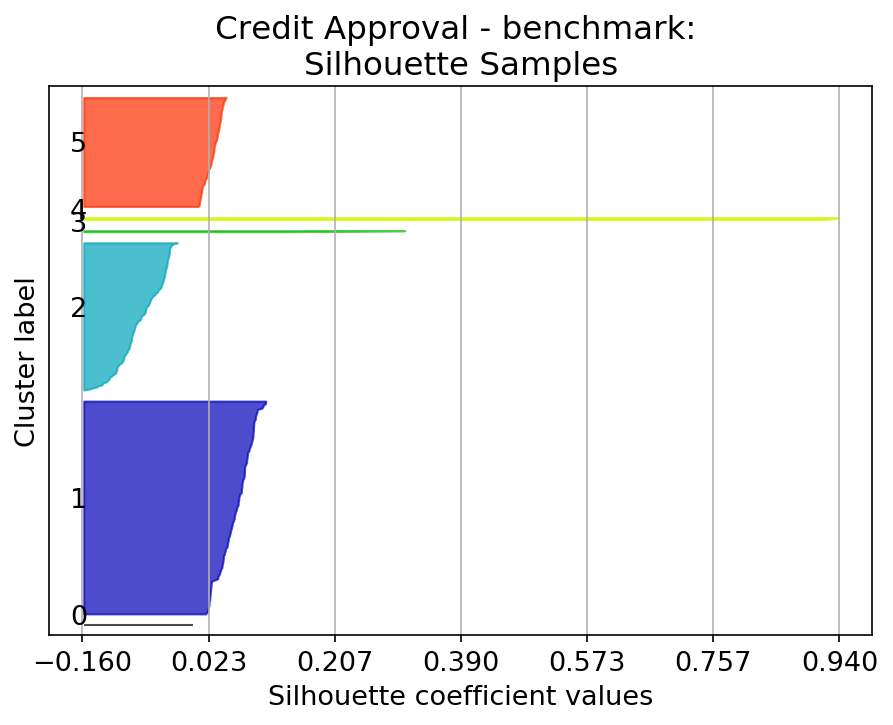 Credit Approval - benchmark:
Silhouette Samples
5
4
3
2
1
0
Cluster label
−0.160 0.023 0.207 0.390 0.573 0.757 0.940
Silhouette coefficient values